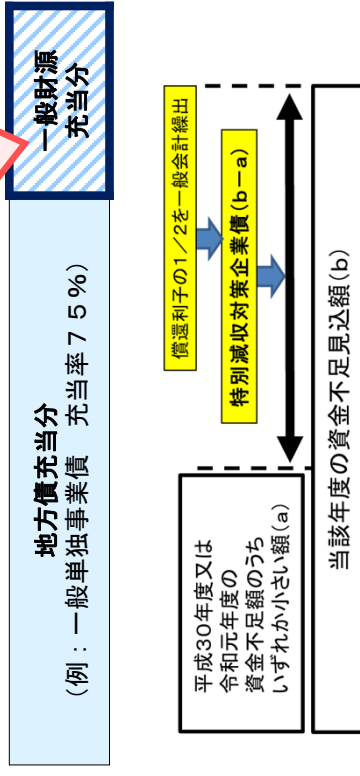 地方債充当分
（例：一般単独事業債　充当率７５％）
一般財源
充当分
償還利子の１／２を一般会計繰出
特別減収対策企業債（ｂ－ａ）
平成３０年度又は
令和元年度の
資金不足額のうち
いずれか小さい額（ａ）
当該年度の資金不足見込額（ｂ）